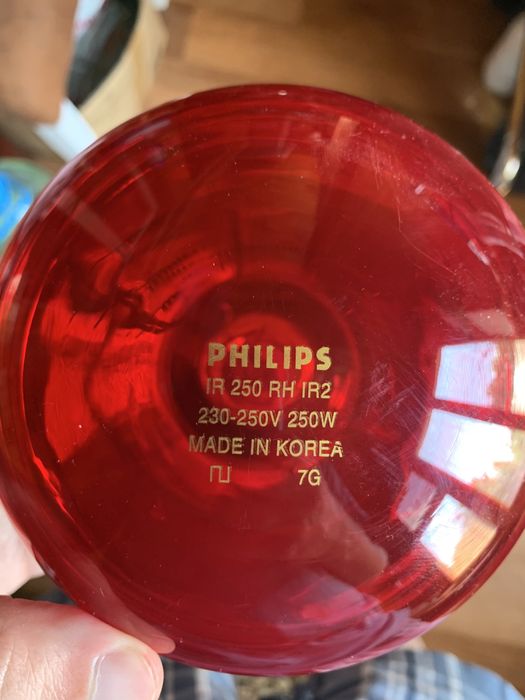 PHILIPS
IR 250 RH IR2
230-250V 250W
MADE IN KOREA
7G